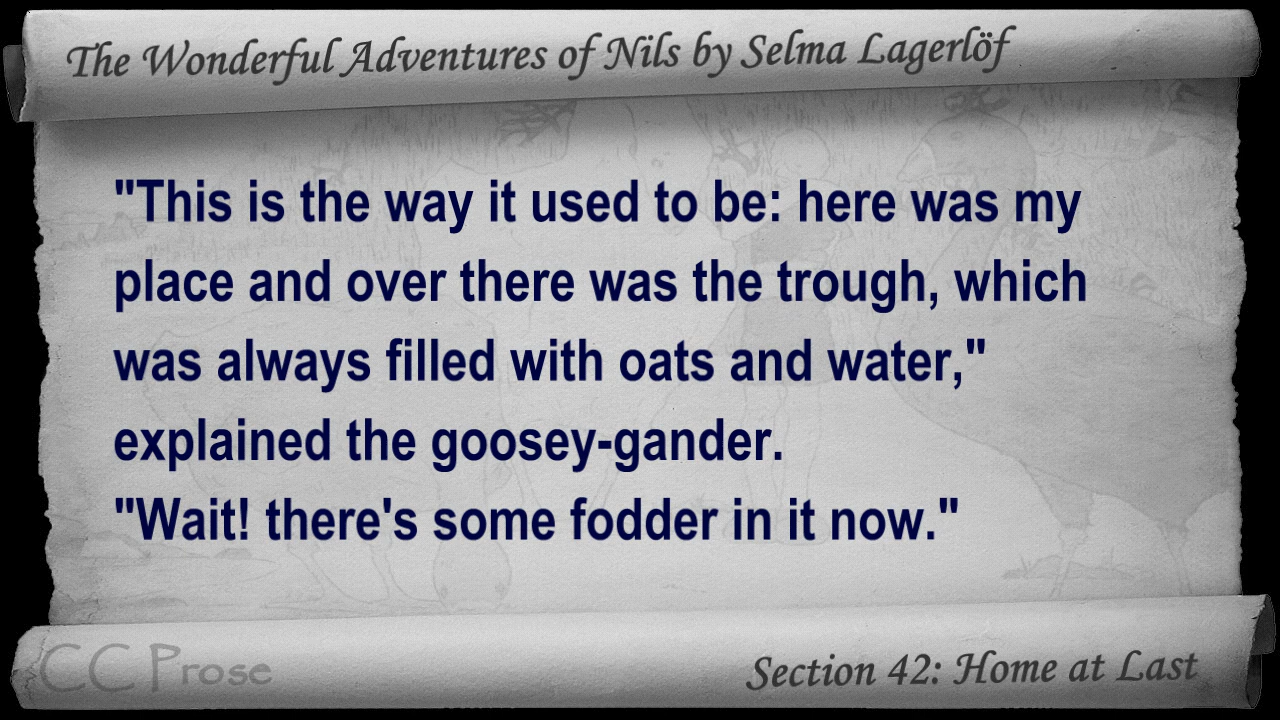 The Wonderful Adventures of Nils by Selma Lagerlöf
"This is the way it used to be: here was my
place and over there was the trough, which
was always filled with oats and water,"
explained the goosey-gander.
"Wait! there's some fodder in it now."
CC Prose
Section 42: Home at Last